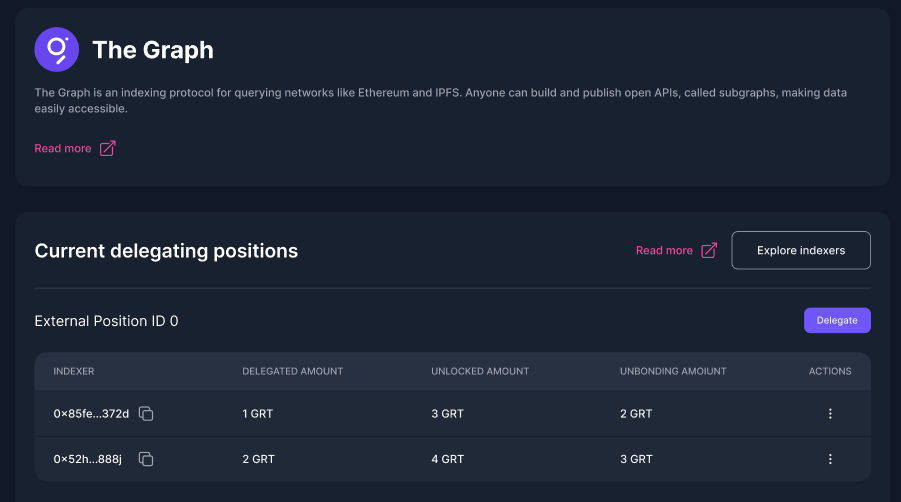 The Graph
The Graph is an indexing protocol for querying networks like Ethereum and IPFS. Anyone can build and publish open APIs, called subgraphs, making data
easily accessible.
Read more
Current delegating positions
Read more
Explore indexers
External Position ID 0
Delegate
INDEXER DELEGATED AMOUNT UNLOCKED AMOUNT UNBONDING AMOIUNT ACTIONS
0×85fe...372d 1 GRT 3 GRT 2 GRT
0×52h...888j 2 GRT 4 GRT 3 GRT